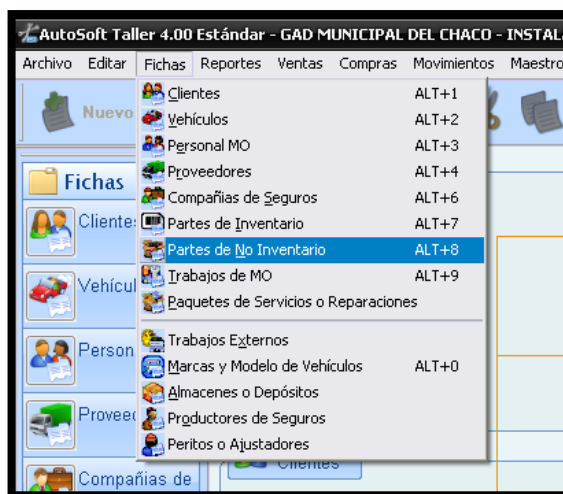 AutoSoft Taller 4.00 Estándar - GAD MUNICIPAL DEL CHACO - INSTAL
Archivo Editar Fichas Reportes Ventas Compras Movimientos Maestro
Nuevo
Clientes ALT+1
Vehículos ALT+2
Personal MO ALT+3
Proveedores ALT+4
Compañias de Seguros ALT+6
Partes de Inventario ALT+7
Partes de No Inventario ALT+8
Trabajos de MO ALT+9
Paquetes de Servicios o Reparaciones
Trabajos Externos
Marcas y Modelo de Vehículos ALT+0
Almacenes o Depósitos
Productores de Seguros
Peritos o Ajustadores
Fichas
Cliente
Vehícul
Person
Proveed
Compañias de
Clientes